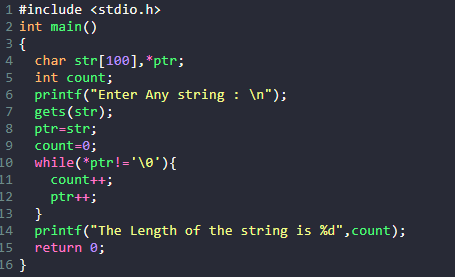 1 #include <stdio.h>
2 int main()
3 {
4   char str[100],*ptr;
5   int count;
6   printf("Enter Any string : \n");
7   gets(str);
8   ptr=str;
9   count=0;
10   while(*ptr!='\0'){
11     count++;
12     ptr++;
13   }
14   printf("The Length of the string is %d",count);
15   return 0;
16 }